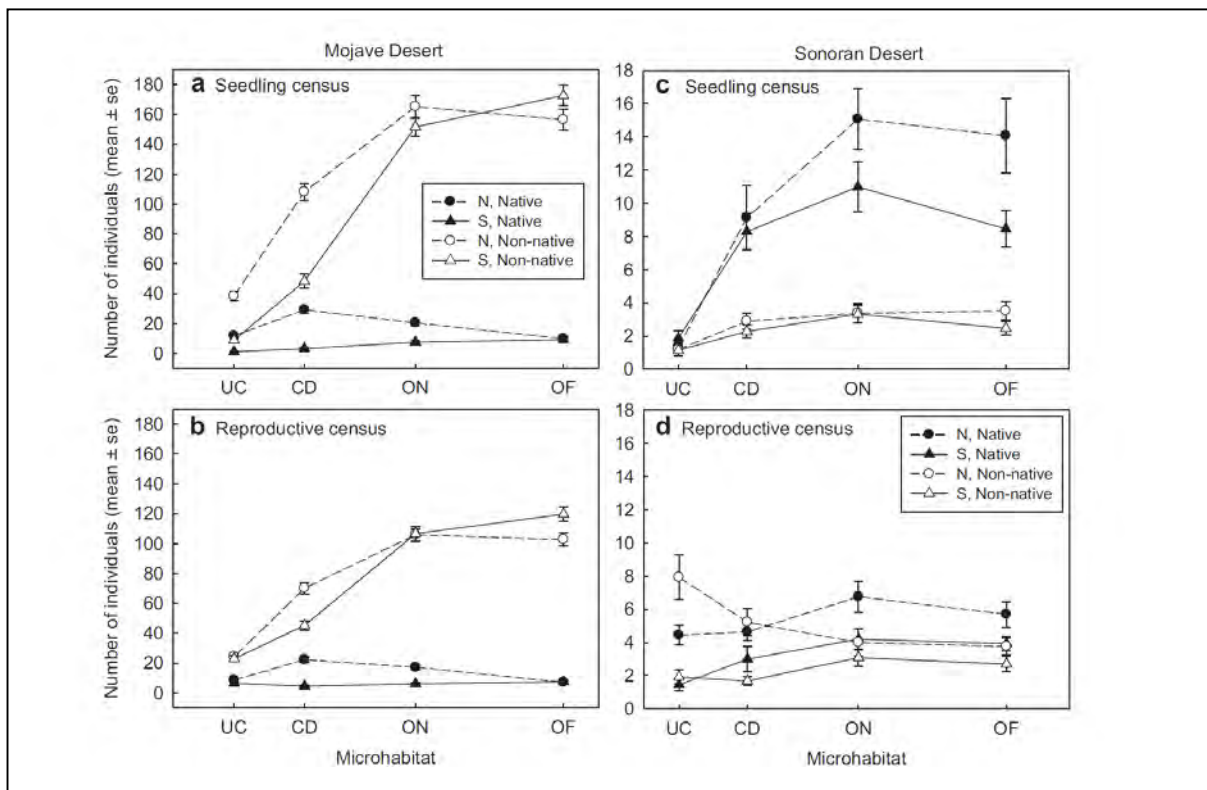 Mojave Desert
a Seedling census
Number of individuals (mean ± se)
180
160
140
120
100
80
60
40
20
0
N, Native
S, Native
N, Non-native
S, Non-native
UC CD ON OF
b Reproductive census
Number of individuals (mean ± se)
180
160
140
120
100
80
60
40
20
0
UC CD ON OF
Microhabitat
Sonoran Desert
c Seedling census
18
16
14
12
10
8
6
4
2
0
UC CD ON OF
d Reproductive census
18
16
14
12
10
8
6
4
2
0
N, Native
S, Native
N, Non-native
S, Non-native
UC CD ON OF
Microhabitat